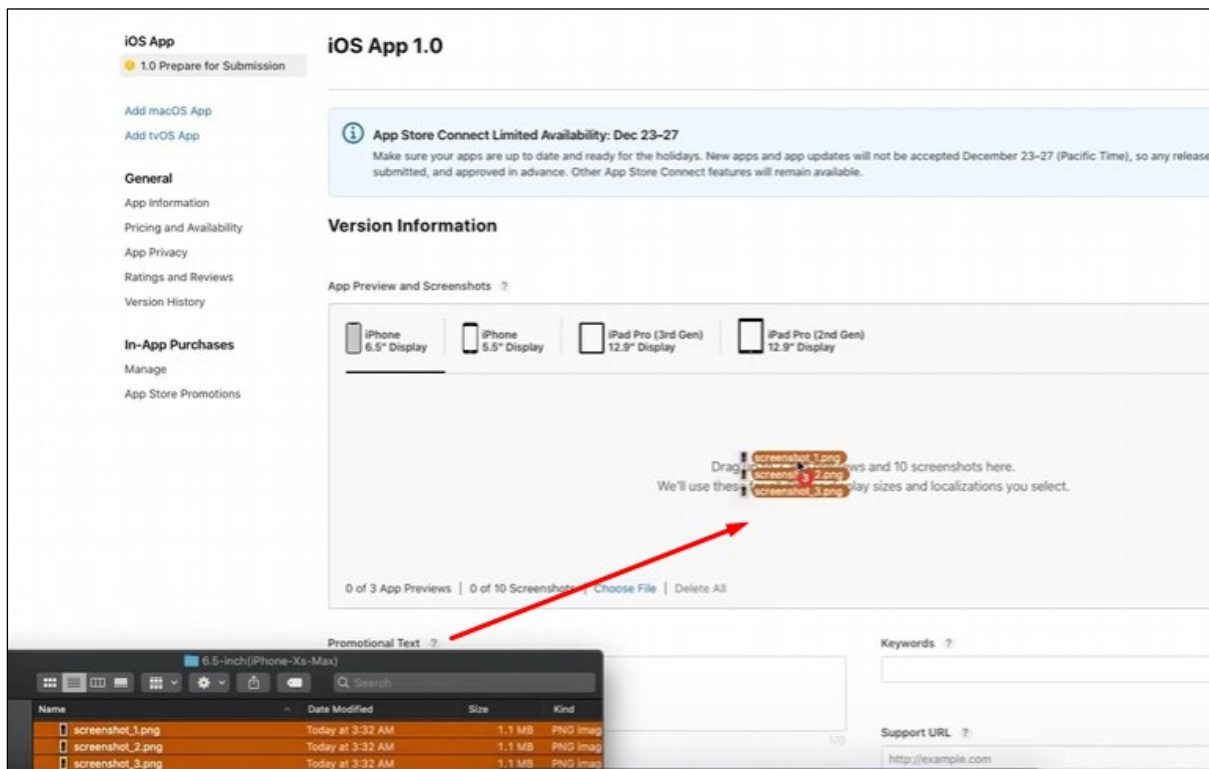 iOS App
1.0 Prepare for Submission
Add macOS App
Add tvOS App
General
App Information
Pricing and Availability
App Privacy
Ratings and Reviews
Version History
In-App Purchases
Manage
App Store Promotions
iOS App 1.0
App Store Connect Limited Availability: Dec 23–27
Make sure your apps are up to date and ready for the holidays. New apps and app updates will not be accepted December 23–27 (Pacific Time), so any release
submitted, and approved in advance. Other App Store Connect features will remain available.
Version Information
App Preview and Screenshots ?
iPhone
6.5" Display
iPhone
5.5" Display
iPad Pro (3rd Gen)
12.9" Display
iPad Pro (2nd Gen)
12.9" Display
screenshot_1.png
Drag ws and 10 screenshots here.
2.png
3
We'll use thes play sizes and localizations you select.
screenshot_3.png
0 of 3 App Previews | 0 of 10 Screenshots | Choose File | Delete All
Promotional Text ?
Keywords ?
170
Support URL ?
http://example.com
6.5-inch(iPhone-Xs-Max)
Search
Name Date Modified Size Kind
screenshot_1.png Today at 3:32 AM 1.1 MB PNG imag
screenshot_2.png Today at 3:32 AM 1.1 MB PNG imag
screenshot_3.png Today at 3:32 AM 1.1 MB PNG imag